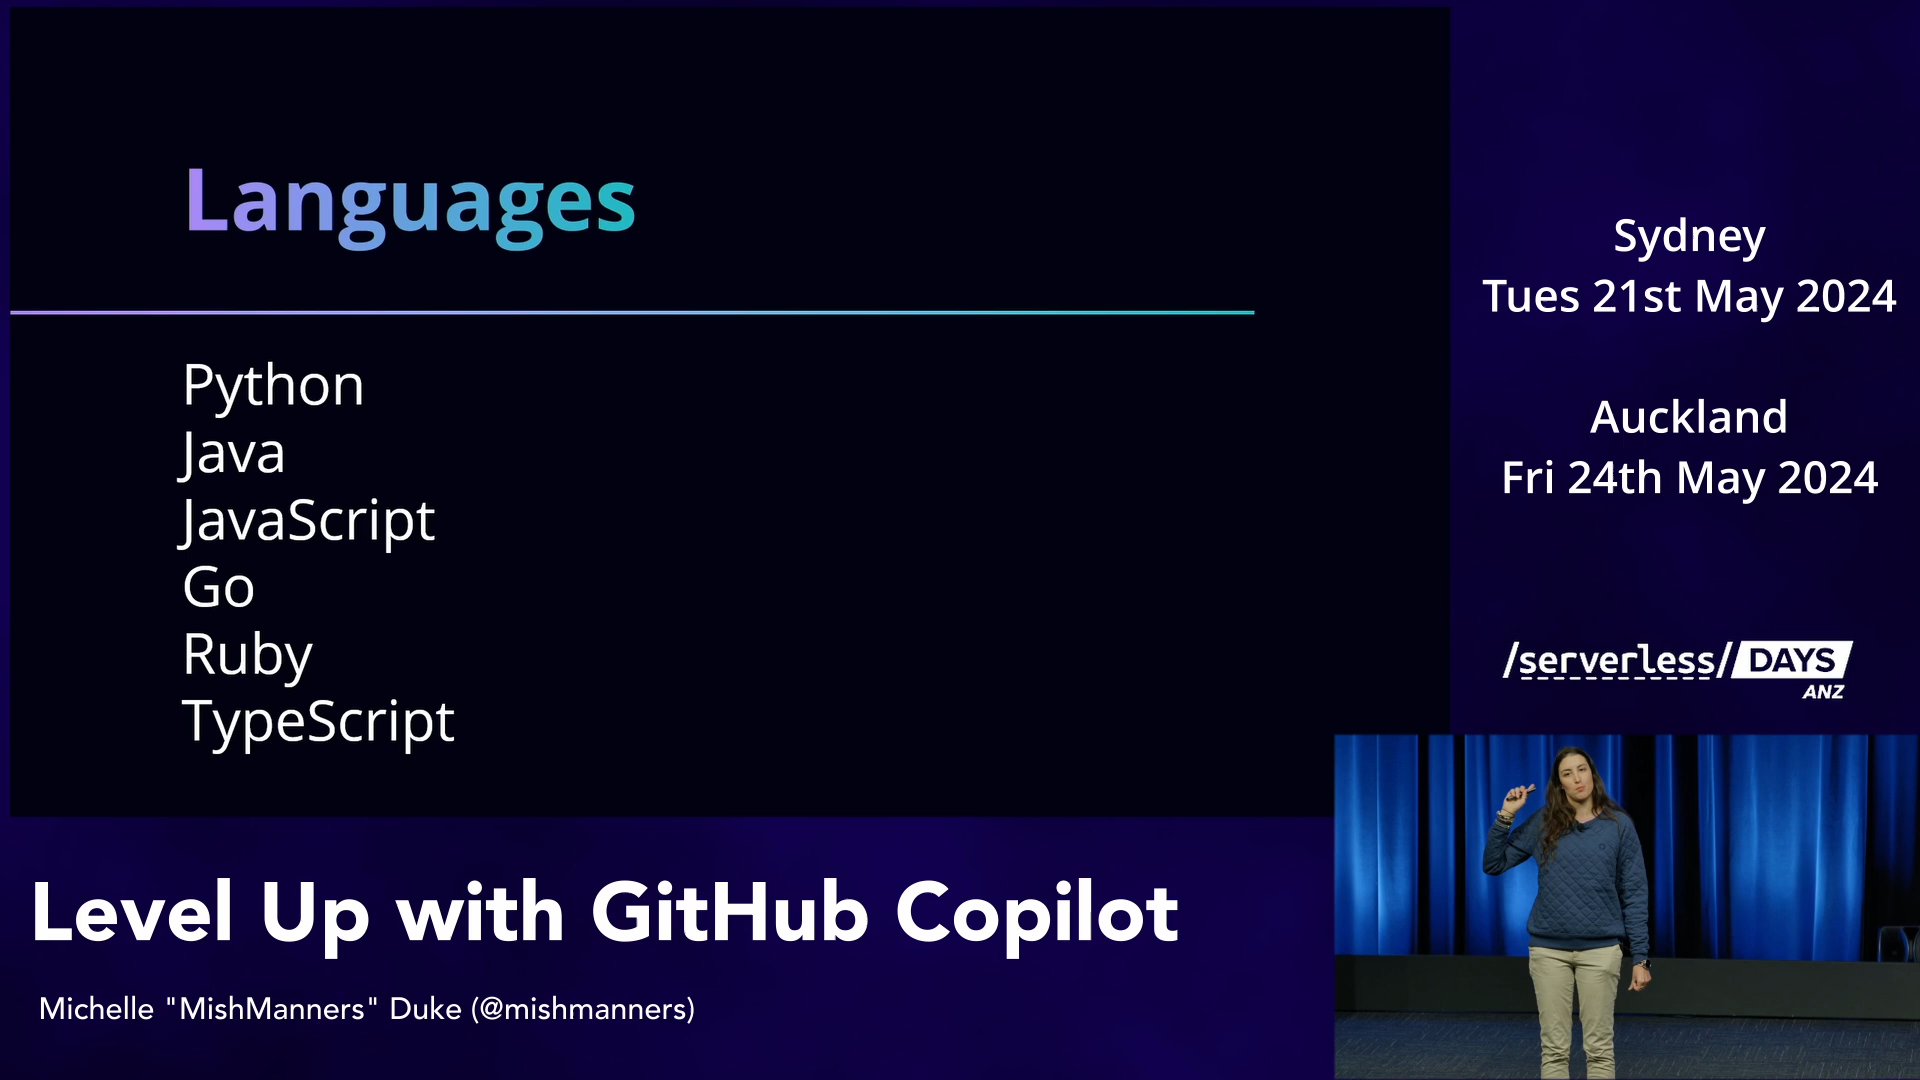 Languages
Python
Java
JavaScript
Go
Ruby
TypeScript
Sydney
Tues 21st May 2024
Auckland
Fri 24th May 2024
/serverless/DAYS
ANZ
Level Up with GitHub Copilot
Michelle "MishManners" Duke (@mishmanners)